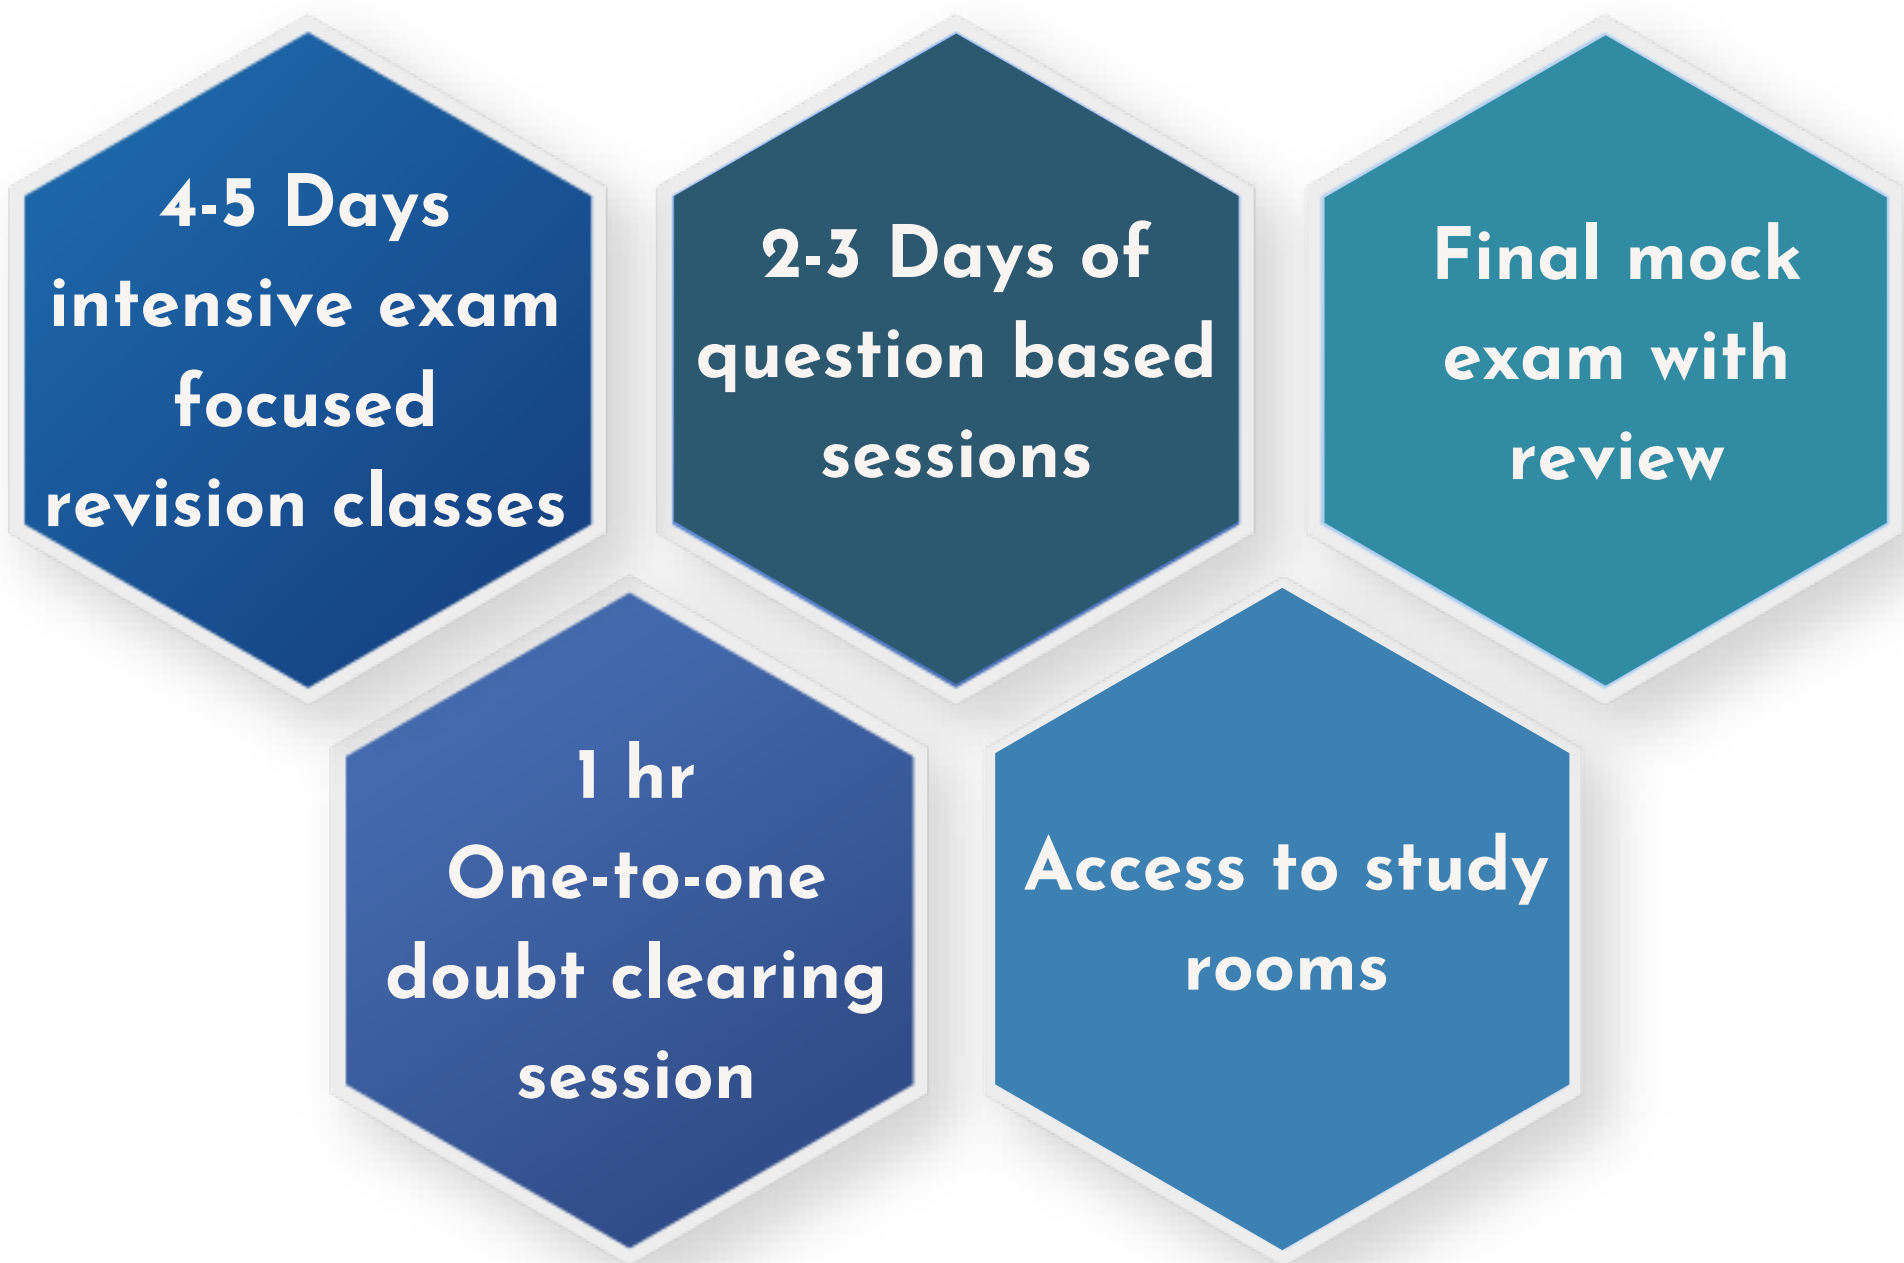 4-5 Days
intensive exam
focused
revision classes
2-3 Days of
question based
sessions
Final mock
exam with
review
1 hr
One-to-one
doubt clearing
session
Access to study
rooms